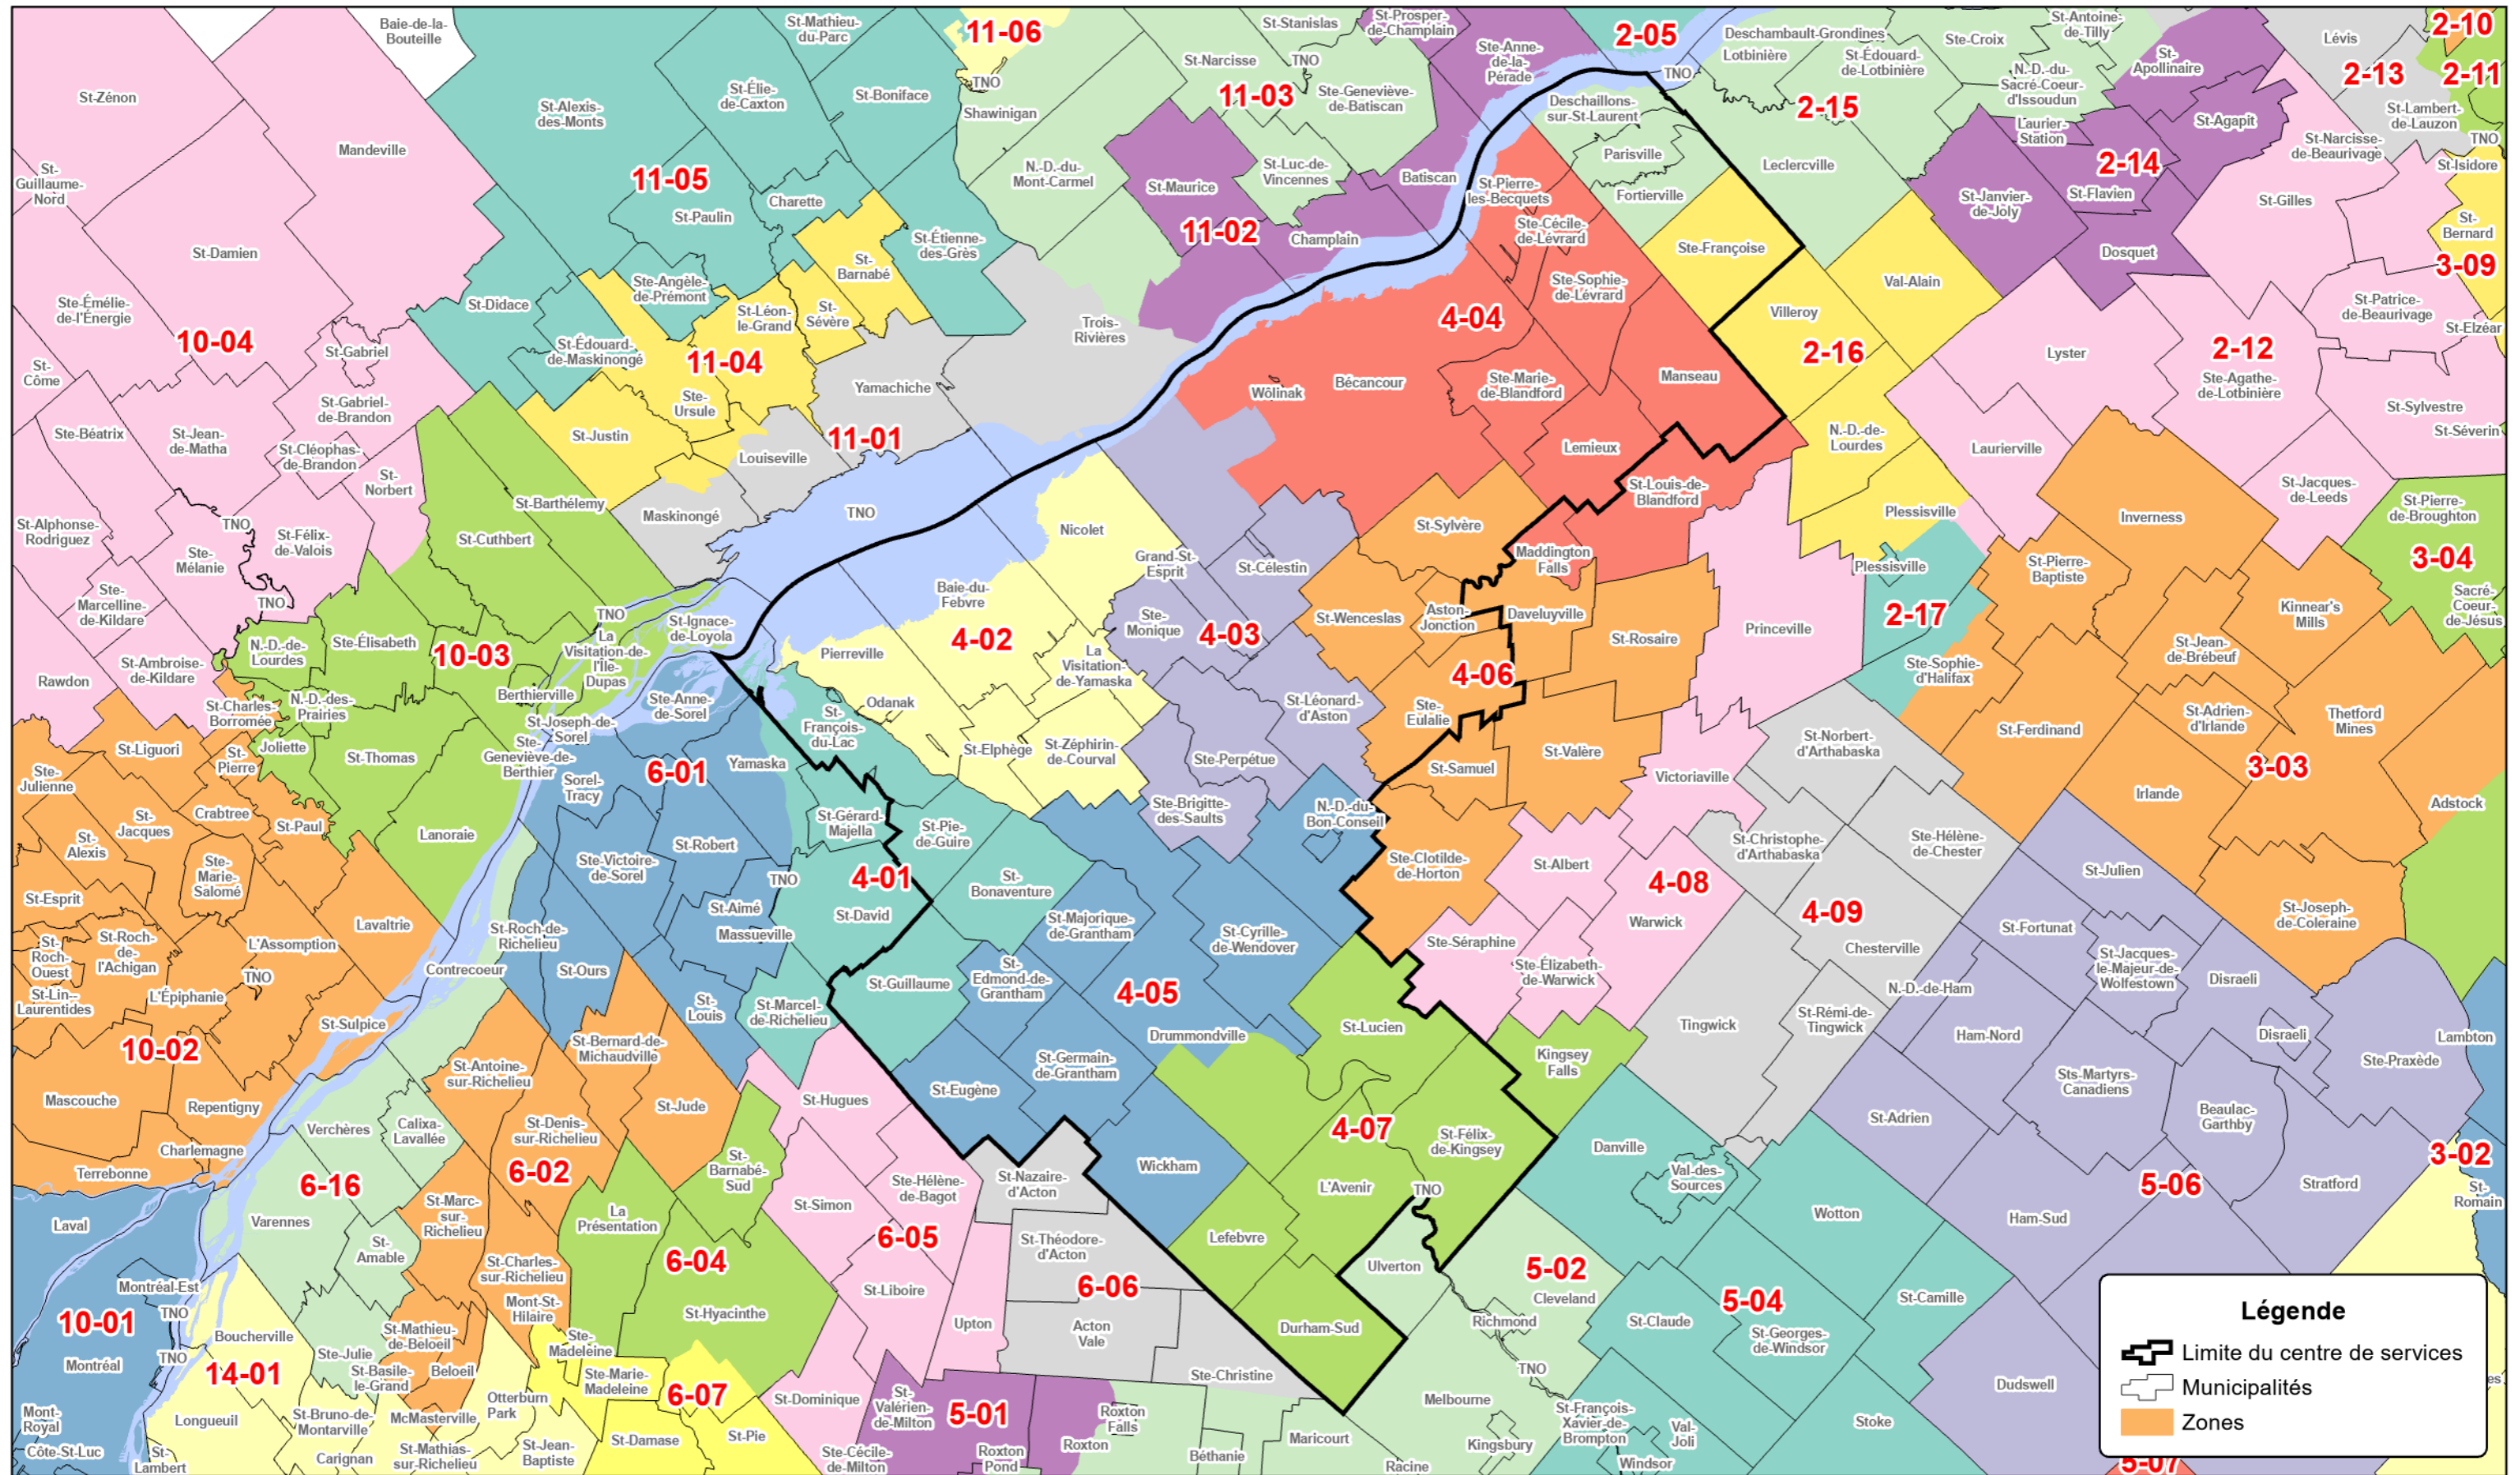 Baie-de-la-
Bouteille
St-Mathieu-
du-Parc
11-06
St-Stanislas
St-Prosper-
de-Champlain
2-05
Deschambault-Grondines
St-Antoine-
de-Tilly
2-10
Ste-Anne-
de-la-
Pérade
Lotbinière
Ste-Croix
Lévis
St-Narcisse
TNO
St-Édouard-
de-Lotbinière
St-
Apollinaire
2-13
2-11
St-Zénon
St-Alexis-
des-Monts
St-Élie-
de-Caxton
St-Boniface
TNO
Shawinigan
11-03
Ste-Geneviève-
de-Batiscan
TNO
Deschaillons-
sur-St-Laurent
2-15
N.-D.-du-
Sacré-Coeur-
d'Issoudun
St-Agapit
St-Lambert-
de-Lauzon
Mandeville
Laurier-
Station
St-Narcisse-
de-Beaurivage
TNO
St-
Guillaume-
Nord
11-05
N.-D.-du-
Mont-Carmel
St-Maurice
St-Luc-de-
Vincennes
Batiscan
Parisville
Leclercville
2-14
St-Isidore
St-Paulin
Charette
St-Pierre-
les-Becquets
Fortierville
St-Janvier-
de-Joly
St-Flavien
St-Gilles
St-
Bernard
St-Damien
11-02
Champlain
Ste-Cécile-
de-Lévrard
Ste-Françoise
Dosquet
3-09
St-Étienne-
des-Grès
St-
Barnabé
Ste-Angèle-
de-Prémont
Ste-Émélie-
de-l'Énergie
St-Didace
St-Léon-
le-Grand
St-
Sévère
Trois-
Rivières
Ste-Sophie-
de-Lévrard
Villeroy
Val-Alain
St-Patrice-
de-Beaurivage
10-04
4-04
St-Elzéar
St-Gabriel
St-Édouard-
de-Maskinongé
11-04
2-16
Lyster
2-12
St-
Côme
Yamachiche
Wôlinak
Bécancour
Ste-Marie-
de-Blandford
Manseau
Ste-Agathe-
de-Lotbinière
St-Gabriel-
de-Brandon
Ste-
Ursule
St-Sylvestre
Ste-Béatrix
St-Jean-
de-Matha
St-Justin
11-01
N.-D.-de-
Lourdes
St-Séverin
St-Cléophas-
de-Brandon
Louiseville
Lemieux
Laurierville
St-
Norbert
St-Barthélemy
Maskinongé
TNO
St-Louis-de-
Blandford
St-Jacques-
de-Leeds
St-Alphonse-
Rodriguez
TNO
St-Félix-
de-Valois
St-Cuthbert
Nicolet
St-Sylvère
Plessisville
Inverness
St-Pierre-
de-Broughton
Ste-
Mélanie
Grand-St-
Esprit
St-Célestin
Maddington
Falls
Plessisville
St-Pierre-
Baptiste
3-04
Ste-
Marcelline-
de-Kildare
TNO
TNO
Baie-du-
Febvre
Ste-
Monique
4-03
St-Wenceslas
Aston-
Jonction
Daveluyville
St-Rosaire
Princeville
2-17
Kinnear's
Mills
Sacré-
Coeur-
de-Jésus
N.-D.-de-
Lourdes
Ste-Élisabeth
10-03
La
Visitation-de-
l'Île-
Dupas
St-Ignace-
de-Loyola
4-02
St-Ambroise-
de-Kildare
Pierreville
La
Visitation-
de-Yamaska
St-Jean-
de-Brébeuf
Rawdon
St-Charles-
Borromée
N.-D.-des-
Prairies
Berthierville
Ste-Anne-
de-Sorel
Odanak
St-Léonard-
d'Aston
4-06
Ste-Sophie-
d'Halifax
St-
François-
du-Lac
Ste-
Eulalie
St-Liguori
St-
Pierre
Joliette
St-Thomas
St-Joseph-de-
Sorel
Ste-
Geneviève-de-
Berthier
6-01
Yamaska
St-Elphège
St-Zéphirin-
de-Courval
Ste-Perpétue
St-Samuel
St-Valère
St-Norbert-
d'Arthabaska
St-Ferdinand
St-Adrien-
d'Irlande
Thetford
Mines
Ste-
Julienne
3-03
Sorel-
Tracy
Victoriaville
Irlande
Adstock
St-
Jacques
Crabtree
St-Paul
Lanoraie
St-Gérard-
Majella
St-Pie-
de-Guire
Ste-Brigitte-
des-Saults
N.-D.-du-
Bon-Conseil
St-
Alexis
St-Robert
Ste-Victoire-
de-Sorel
Ste-Clotilde-
de-Horton
St-Albert
St-Christophe-
d'Arthabaska
Ste-Hélène-
de-Chester
Ste-
Marie-
Salomé
TNO
4-01
St-
Bonaventure
4-08
St-Julien
St-Esprit
Lavaltrie
St-Aimé
St-David
St-Majorique-
de-Grantham
St-Cyrille-
de-Wendover
Warwick
4-09
St-Joseph-
de-Coleraine
St-
Roch-
Ouest
St-Roch-
de-
l'Achigan
L'Assomption
St-Roch-de-
Richelieu
Massueville
Ste-Séraphine
Chesterville
St-Fortunat
TNO
Contrecoeur
St-Ours
St-Guillaume
St-
Edmond-de-
Grantham
Ste-Élizabeth-
de-Warwick
St-Jacques-
le-Majeur-de-
Wolfestown
Disraeli
St-Lin--
Laurentides
L'Épiphanie
St-
Louis
St-Marcel-
de-Richelieu
4-05
N.-D.-de-Ham
St-Sulpice
Drummondville
St-Lucien
Tingwick
St-Rémi-de-
Tingwick
Ham-Nord
Disraeli
Lambton
10-02
St-Bernard-de-
Michaudville
St-Germain-
de-Grantham
Kingsey
Falls
Ste-Praxède
St-Antoine-
sur-Richelieu
St-Eugène
Sts-Martyrs-
Canadiens
Mascouche
Repentigny
St-Jude
St-Hugues
St-Adrien
Beaulac-
Garthby
Verchères
Calixa-
Lavallée
St-Denis-
sur-Richelieu
4-07
St-Félix-
de-Kingsey
Danville
3-02
Charlemagne
Terrebonne
6-02
St-
Barnabé-
Sud
Wickham
6-16
Ste-Hélène-
de-Bagot
St-Nazaire-
d'Acton
L'Avenir
TNO
Val-des-
Sources
5-06
Stratford
St-
Romain
Laval
Varennes
St-Marc-
sur-
Richelieu
La
Présentation
St-Simon
Wotton
Ham-Sud
St-
Amable
6-05
St-Théodore-
d'Acton
Lefebvre
Ulverton
5-02
St-Charles-
sur-Richelieu
6-04
Montréal-Est
St-Liboire
6-06
Cleveland
5-04
St-Camille
TNO
10-01
Mont-St-
Hilaire
St-Hyacinthe
Upton
Acton
Vale
Durham-Sud
Richmond
St-Claude
St-Georges-
de-Windsor
Boucherville
St-Mathieu-
de-Beloeil
Ste-
Madeleine
Montréal
TNO
14-01
Ste-Julie
St-Basile-
le-Grand
Beloeil
Ste-Marie-
Madeleine
6-07
St-Dominique
Ste-Christine
TNO
Dudswell
Légende
Limite du centre de services
Municipalités
Zones
Mont-
Royal
Longueuil
St-Bruno-de-
Montarville
McMasterville
Otterburn
Park
St-
Valérien-
de-Milton
5-01
Roxton
Falls
Melbourne
St-François-
Xavier-de-
Brompton
Val-
Joli
Stoke
Côte-St-Luc
St-
Lambert
Carignan
St-Mathias-
sur-Richelieu
St-Jean-
Baptiste
St-Damase
St-Pie
Ste-Cécile-
de-Milton
Roxton
Pond
Roxton
Béthanie
Maricourt
Racine
Kingsbury
Windsor
5-07